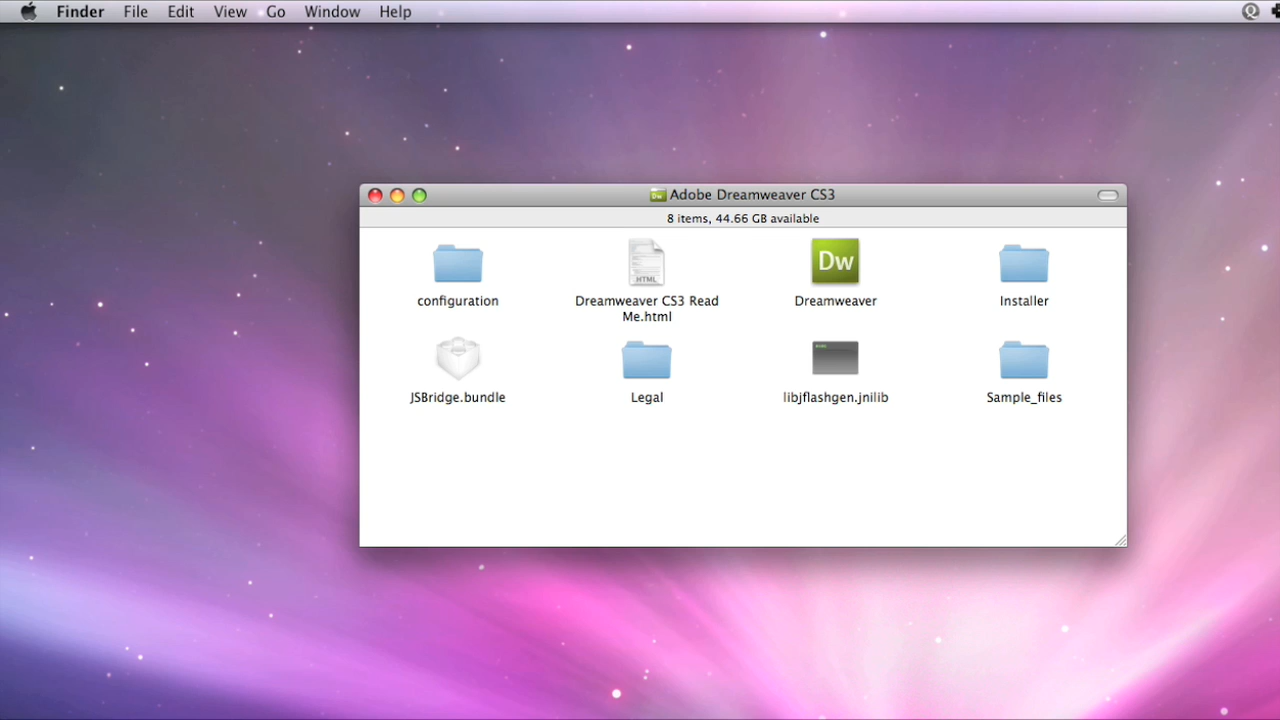 Finder File Edit View Go Window Help
Adobe Dreamweaver CS3
8 items, 44.66 GB available
HTML
Dw
configuration
Dreamweaver CS3 Read
Me.html
Dreamweaver
Installer
JSBridge.bundle
Legal
libjflashgen.jnilib
Sample_files